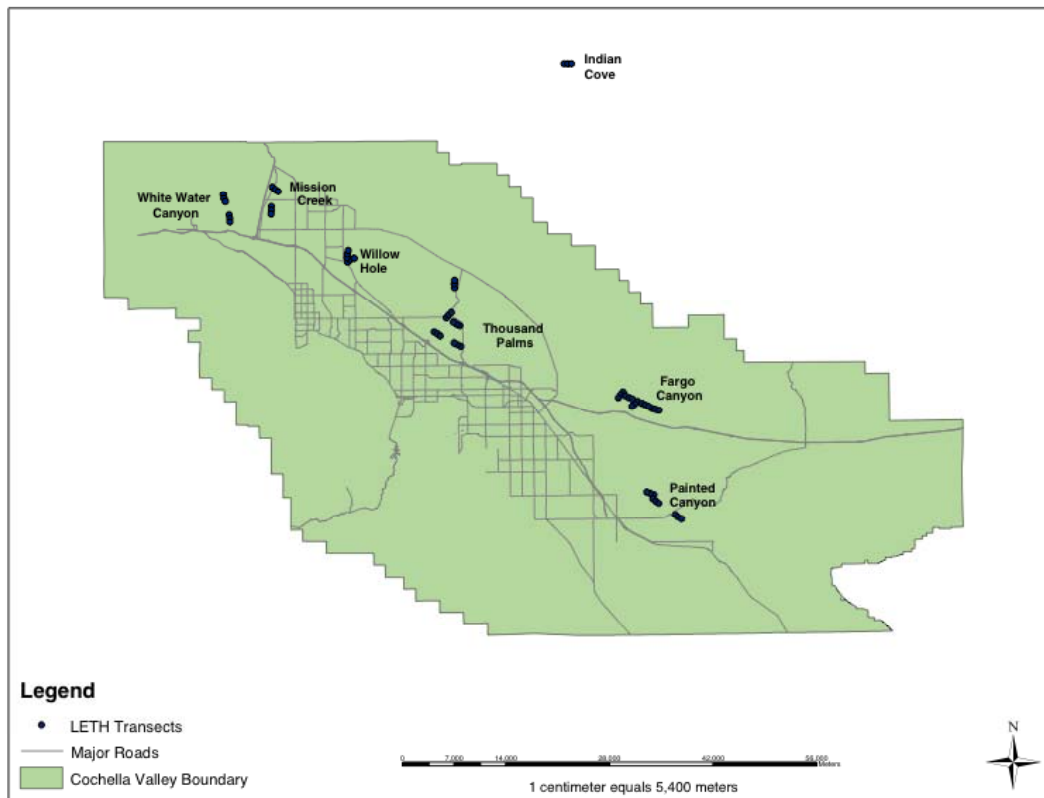 Indian
Cove
White Water
Canyon
Mission
Creek
Willow
Hole
Thousand
Palms
Fargo
Canyon
Painted
Canyon
Legend
LETH Transects
Major Roads
Cochella Valley Boundary
N
0 7,000 14,000 28,000 42,000 56,000
Meters
1 centimeter equals 5,400 meters